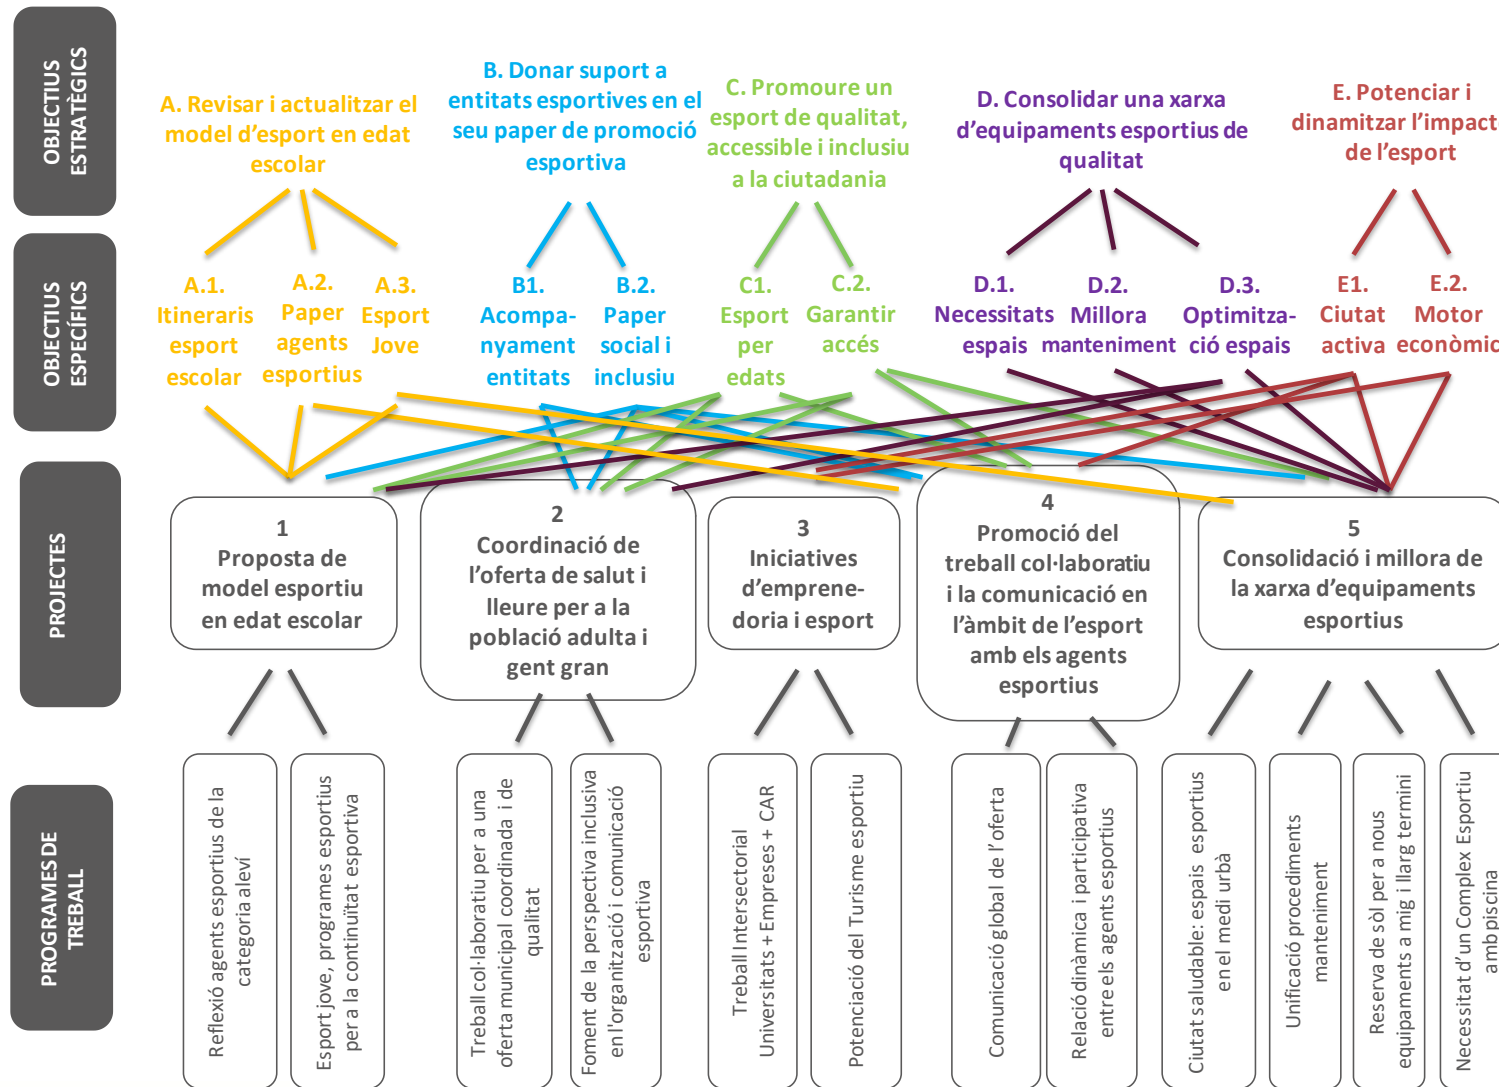 OBJECTIUS
ESTRATÈGICS
A. Revisar i actualitzar el
model d’esport en edat
escolar
B. Donar suport a
entitats esportives en el
seu paper de promoció
esportiva
C. Promoure un
esport de qualitat,
accessible i inclusiu
a la ciutadania
D. Consolidar una xarxa
d’equipaments esportius de
qualitat
E. Potenciar i
dinamitzar l’impacte
de l’esport
OBJECTIUS
ESPECÍFICS
A.1.
Itineraris
esport
escolar
A.2.
Paper
agents
esportius
A.3.
Esport
Jove
B1.
Acompa-
nyament
entitats
B.2.
Paper
social i
inclusiu
C1.
Esport
per
edats
C.2.
Garantir
accés
D.1.
Necessitats
espais
D.2.
Millora
manteniment
D.3.
Optimitza-
ció espais
E1.
Ciutat
activa
E.2.
Motor
econòmic
PROJECTES
1
Proposta de
model esportiu
en edat escolar
2
Coordinació de
l’oferta de salut i
lleure per a la
població adulta i
gent gran
3
Iniciatives
d’emprene-
doria i esport
4
Promoció del
treball col·laboratiu
i la comunicació en
l’àmbit de l’esport
amb els agents
esportius
5
Consolidació i millora de
la xarxa d’equipaments
esportius
PROGRAMES DE
TREBALL
Reflexió agents esportius de la
categoria aleví
Esport jove, programes esportius
per a la continuïtat esportiva
Treball col·laboratiu per a una
oferta municipal coordinada i de
qualitat
Foment de la perspectiva inclusiva
en l'organització i comunicació
esportiva
Treball Intersectorial
Universitats + Empreses + CAR
Potenciació del Turisme esportiu
Comunicació global de l’oferta
Relació dinàmica i participativa
entre els agents esportius
Ciutat saludable: espais esportius
en el medi urbà
Unificació procediments
manteniment
Reserva de sòl per a nous
equipaments a mig i llarg termini
Necessitat d’un Complex Esportiu
amb piscina